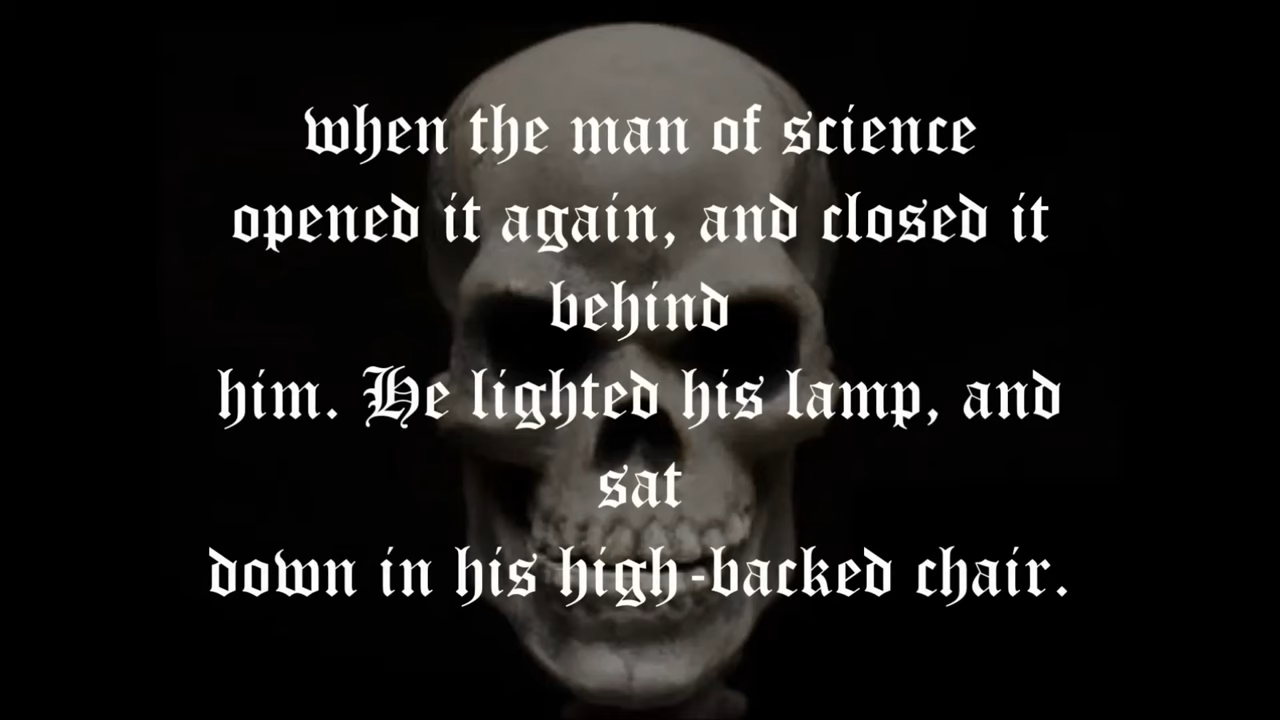 when the man of science
opened it again, and closed it
behind
him. He lighted his lamp, and
sat
down in his high-backed chair.